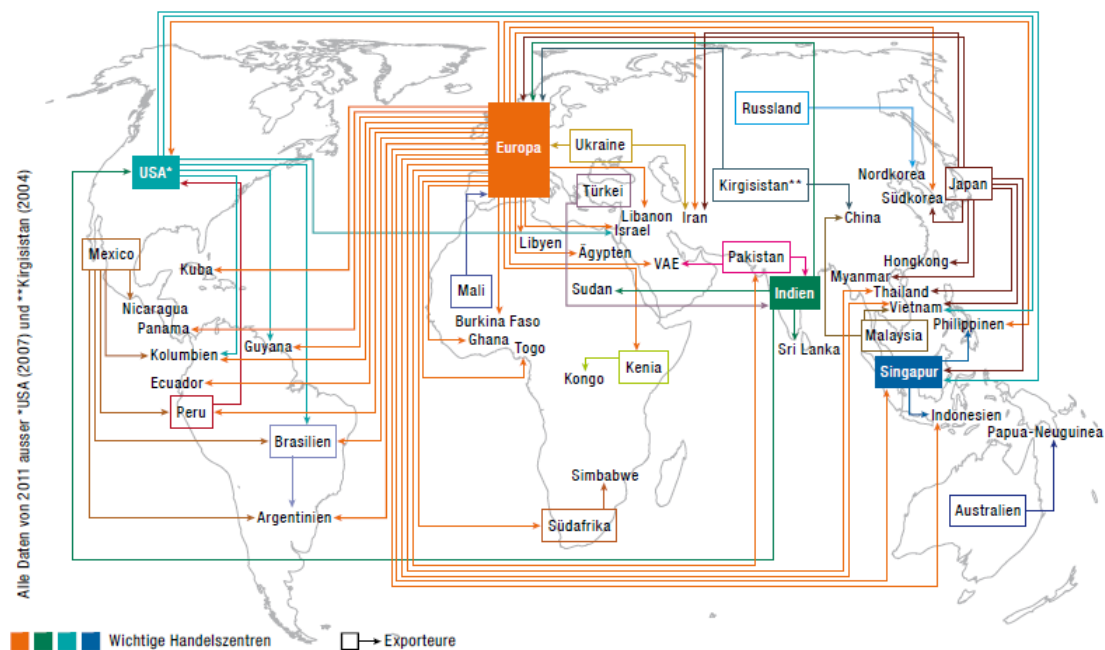 Alle Daten von 2011 ausser *USA (2007) und **Kirgisistan (2004)
USA*
Europa
Ukraine
Russland
Türkei
Kirgisistan**
Nordkorea
Japan
Südkorea
China
Libanon
Iran
Israel
Libyen
Ägypten
Mexico
Kuba
VAE
Pakistan
Hongkong
Myanmar
Mali
Sudan
Indien
Thailand
Nicaragua
Vietnam
Panama
Burkina Faso
Philippinen
Guyana
Ghana
Malaysia
Kolumbien
Togo
Sri Lanka
Ecuador
Kongo
Kenia
Singapur
Peru
Indonesien
Brasilien
Papua-Neuguinea
Simbabwe
Argentinien
Südafrika
Australien
Wichtige Handelszentren
Exporteure